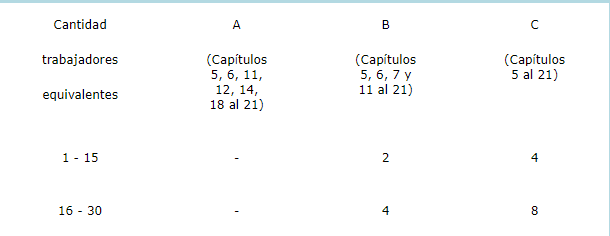 Cantidad A B C
trabajadores (Capítulos (Capítulos (Capítulos
5, 6, 11, 5, 6, 7 y 5 al 21)
equivalentes 12, 14, 11 al 21)
18 al 21)
1 - 15 - 2 4
16 - 30 - 4 8